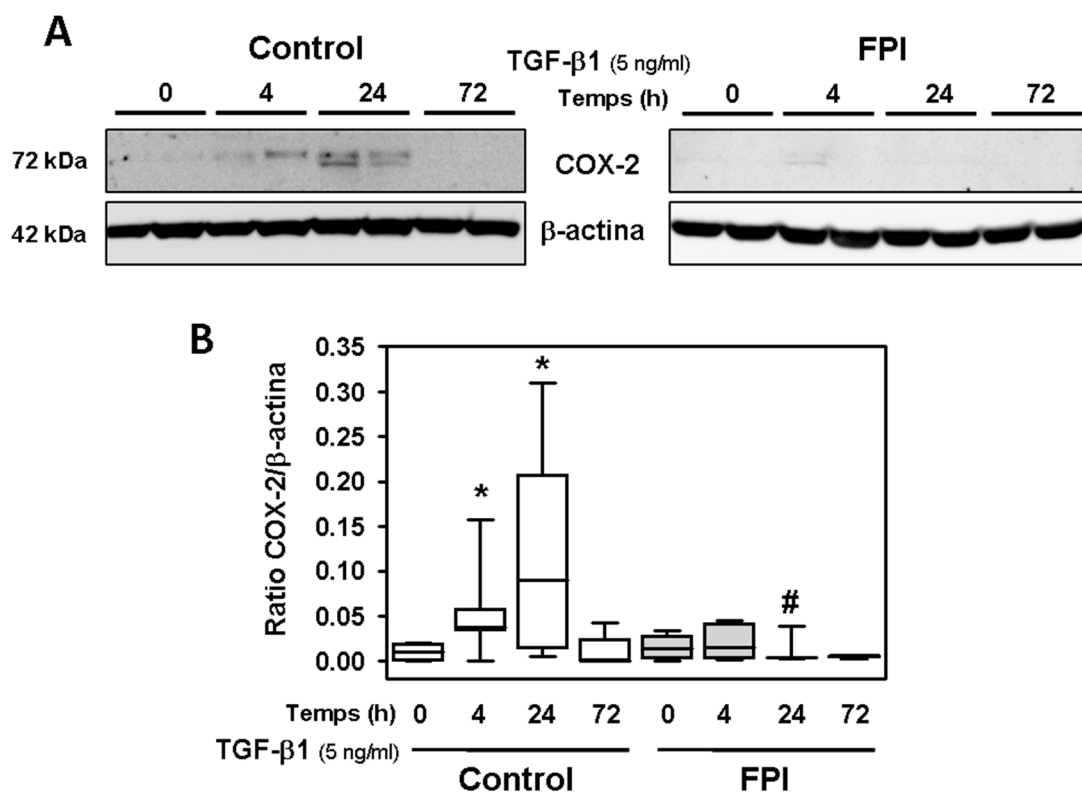 A
Control
TGF-β1 (5 ng/ml)
FPI
0 4 24 72
Temps (h)
0 4 24 72
72 kDa
COX-2
42 kDa
β-actina
B
Ratio COX-2/β-actina
0.35
0.30
0.25
0.20
0.15
0.10
0.05
0.00
*
*
#
Temps (h) 0 4 24 72 0 4 24 72
TGF-β1 (5 ng/ml)
Control
FPI